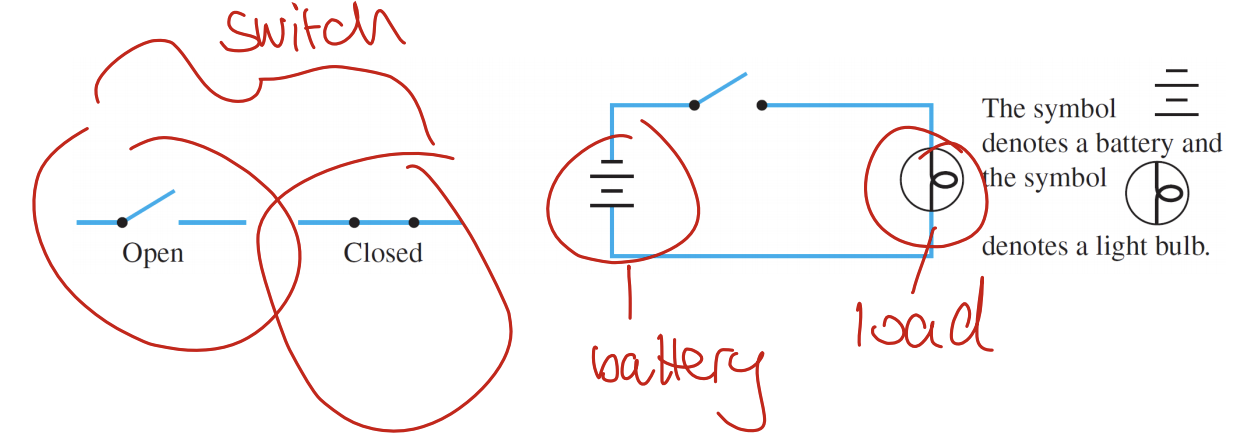 switch
Open
Closed
battery
load
The symbol
denotes a battery and
the symbol
denotes a light bulb.